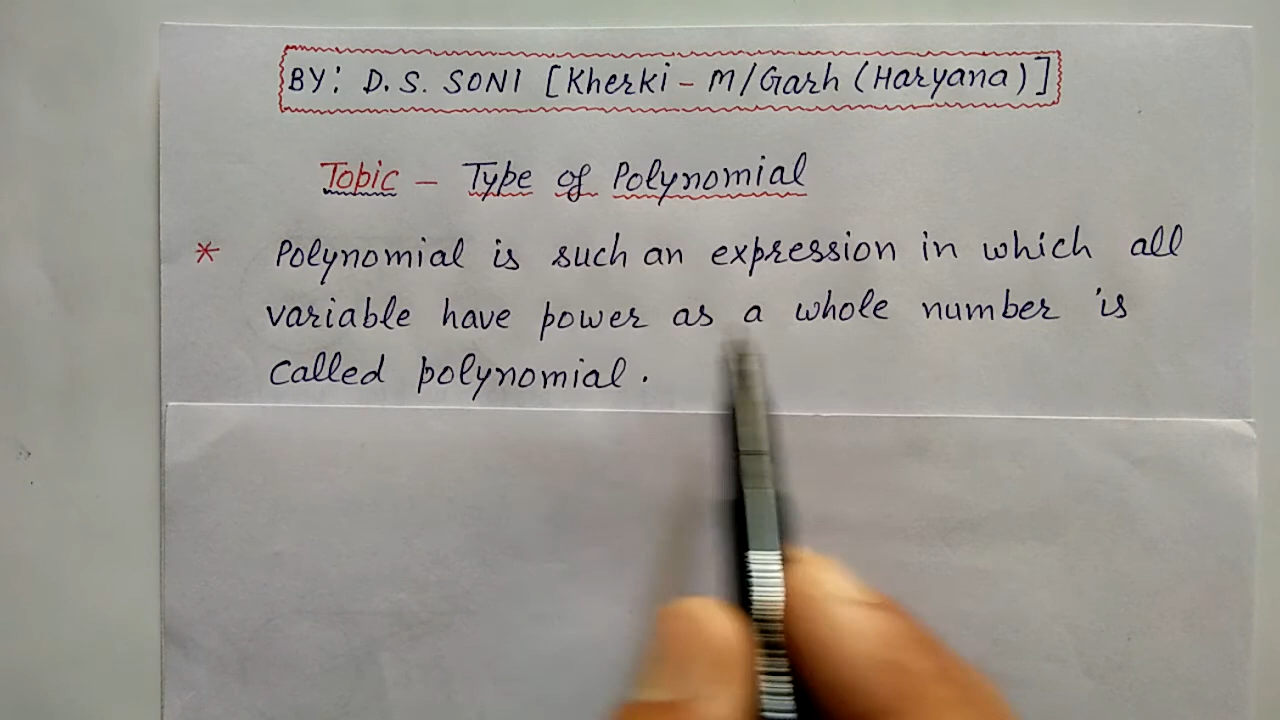 BY: D.S. SONI [Kherki - M/Garh (Haryana)]
Topic - Type of Polynomial
* Polynomial is such an expression in which all
variable have power as a whole number is
called polynomial.